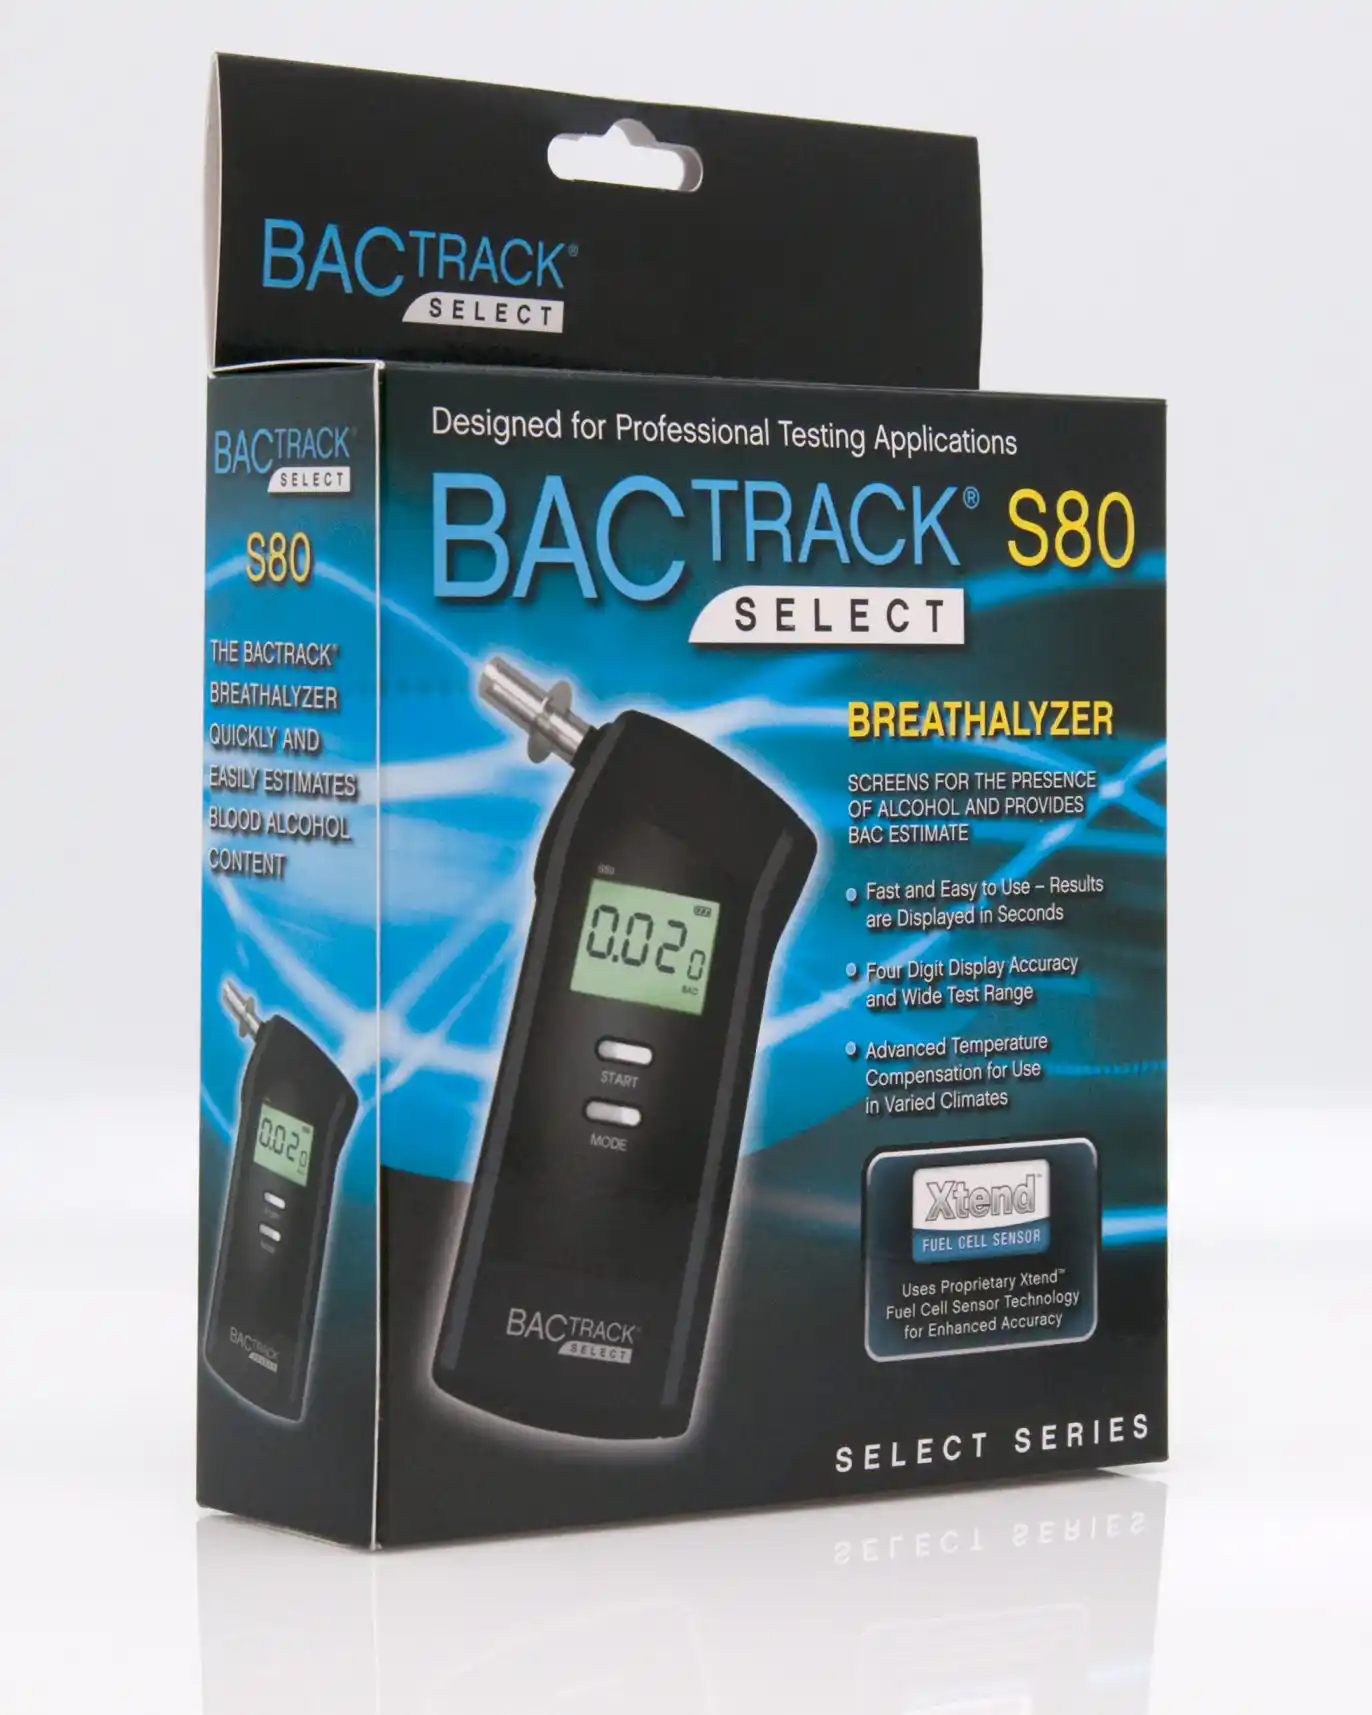 BACTRACK®
SELECT
BACTRACK
SELECT
S80
THE BACTRACK®
BREATHALYZER
QUICKLY AND
EASILY ESTIMATES
BLOOD ALCOHOL
CONTENT
0.020
BACTRACK
SELECT
Designed for Professional Testing Applications
BACTRACK® S80
SELECT
BREATHALYZER
SCREENS FOR THE PRESENCE
OF ALCOHOL AND PROVIDES
BAC ESTIMATE
• Fast and Easy to Use – Results
are Displayed in Seconds
• Four Digit Display Accuracy
and Wide Test Range
• Advanced Temperature
Compensation for Use
in Varied Climates
S80
0.020
BAC
START
MODE
BACTRACK
SELECT
Xtend™
FUEL CELL SENSOR
Uses Proprietary Xtend™
Fuel Cell Sensor Technology
for Enhanced Accuracy
SELECT SERIES